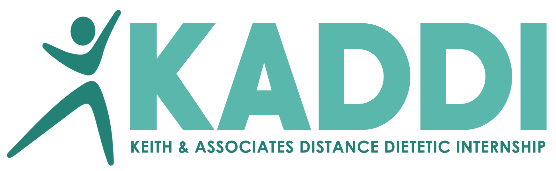 KADDI
KEITH & ASSOCIATES DISTANCE DIETETIC INTERNSHIP